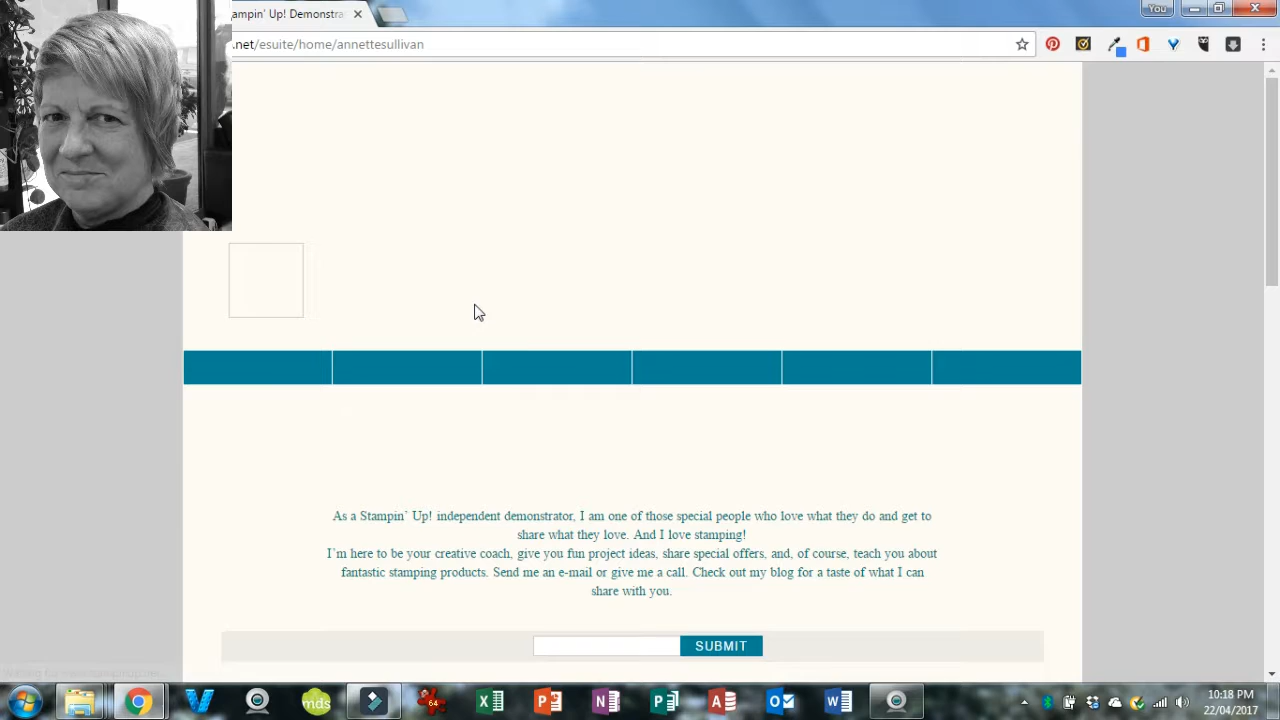 tampin' Up! Demonstra
You
.net/esuite/home/annettesullivan
As a Stampin' Up! independent demonstrator, I am one of those special people who love what they do and get to
share what they love. And I love stamping!
I'm here to be your creative coach, give you fun project ideas, share special offers, and, of course, teach you about
fantastic stamping products. Send me an e-mail or give me a call. Check out my blog for a taste of what I can
share with you.
SUBMIT
mds
64
10:18 PM
22/04/2017